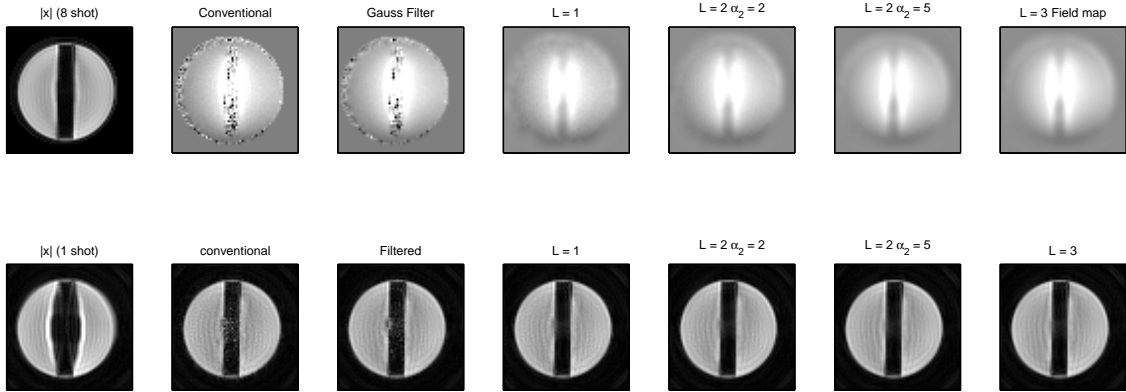 |x| (8 shot) Conventional Gauss Filter L = 1 L = 2 α₂ = 2 L = 2 α₂ = 5 L = 3 Field map
|x| (1 shot) conventional Filtered L = 1 L = 2 α₂ = 2 L = 2 α₂ = 5 L = 3